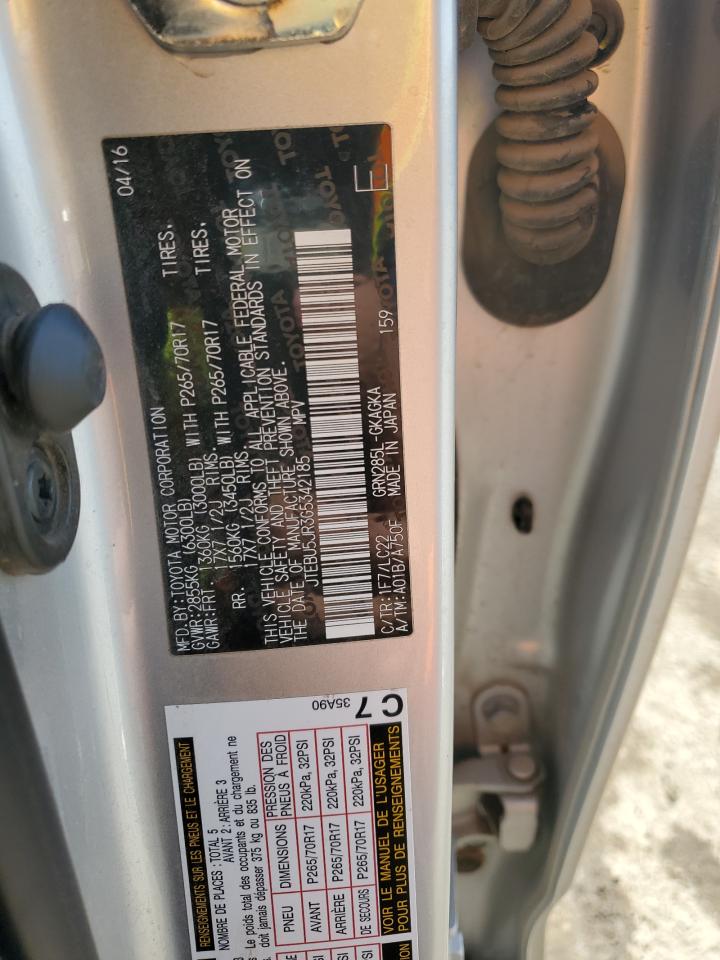 04/16
MFD.BY:TOYOTA MOTOR CORPORATION
GVWR:2855KG (6300LB)
GAWR:FRT. 1360KG (3000LB) WITH P265/70R17 TIRES.
17X7 1/2J RIMS.
RR. 1560KG (3450LB) WITH P265/70R17 TIRES.
17X7 1/2J RIMS.
THIS VEHICLE CONFORMS TO ALL APPLICABLE FEDERAL MOTOR
VEHICLE SAFETY AND THEFT PREVENTION STANDARDS IN EFFECT ON
THE DATE OF MANUFACTURE SHOWN ABOVE.
JTEBU5JR3G5342185 MPV
159
C/TR:1F7/LC22 GRN285L-GKAGKA
A/TM:A01B/A750F MADE IN JAPAN
RENSEIGNEMENTS SUR LES PNEUS ET LE CHARGEMENT
NOMBRE DE PLACES : TOTAL 5
AVANT 2 : ARRIÈRE 3
Le poids total des occupants et du chargement ne
doit jamais dépasser 375 kg ou 835 lb.
PNEU DIMENSIONS PRESSION DES PNEUS À FROID
AVANT P265/70R17 220kPa, 32PSI
ARRIÈRE P265/70R17 220kPa, 32PSI
DE SECOURS P265/70R17 220kPa, 32PSI
VOIR LE MANUEL DE L'USAGER
POUR PLUS DE RENSEIGNEMENTS
C 7
35A90